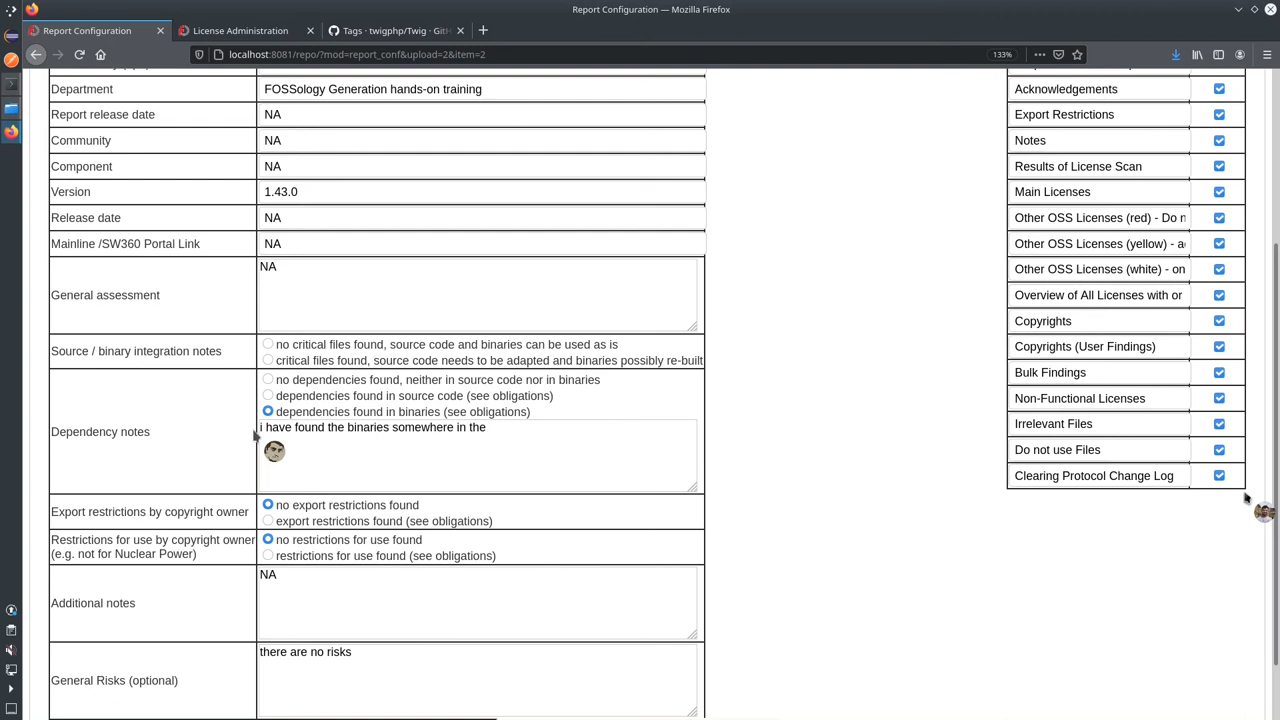 Report Configuration — Mozilla Firefox
Report Configuration
License Administration
Tags · twigphp/Twig · GitH
localhost:8081/repo/?mod=report_conf&upload=2&item=2
133%
Department
FOSSology Generation hands-on training
Report release date
NA
Community
NA
Component
NA
Version
1.43.0
Release date
NA
Mainline /SW360 Portal Link
NA
General assessment
NA
Source / binary integration notes
no critical files found, source code and binaries can be used as is
critical files found, source code needs to be adapted and binaries possibly re-built
Dependency notes
no dependencies found, neither in source code nor in binaries
dependencies found in source code (see obligations)
dependencies found in binaries (see obligations)
i have found the binaries somewhere in the
Export restrictions by copyright owner
no export restrictions found
export restrictions found (see obligations)
Restrictions for use by copyright owner
(e.g. not for Nuclear Power)
no restrictions for use found
restrictions for use found (see obligations)
Additional notes
NA
General Risks (optional)
there are no risks
Acknowledgements
Export Restrictions
Notes
Results of License Scan
Main Licenses
Other OSS Licenses (red) - Do n
Other OSS Licenses (yellow) - a
Other OSS Licenses (white) - on
Overview of All Licenses with or
Copyrights
Copyrights (User Findings)
Bulk Findings
Non-Functional Licenses
Irrelevant Files
Do not use Files
Clearing Protocol Change Log